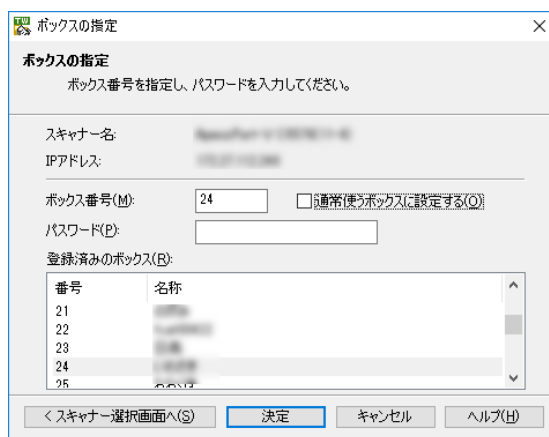 TW ボックスの指定
ボックスの指定
ボックス番号を指定し、パスワードを入力してください。
スキャナー名:
IPアドレス:
ボックス番号(M): 24 通常使うボックスに設定する(O)
パスワード(P):
登録済みのボックス(R):
番号 名称
21
22
23
24
25
< スキャナー選択画面へ(S) 決定 キャンセル ヘルプ(H)